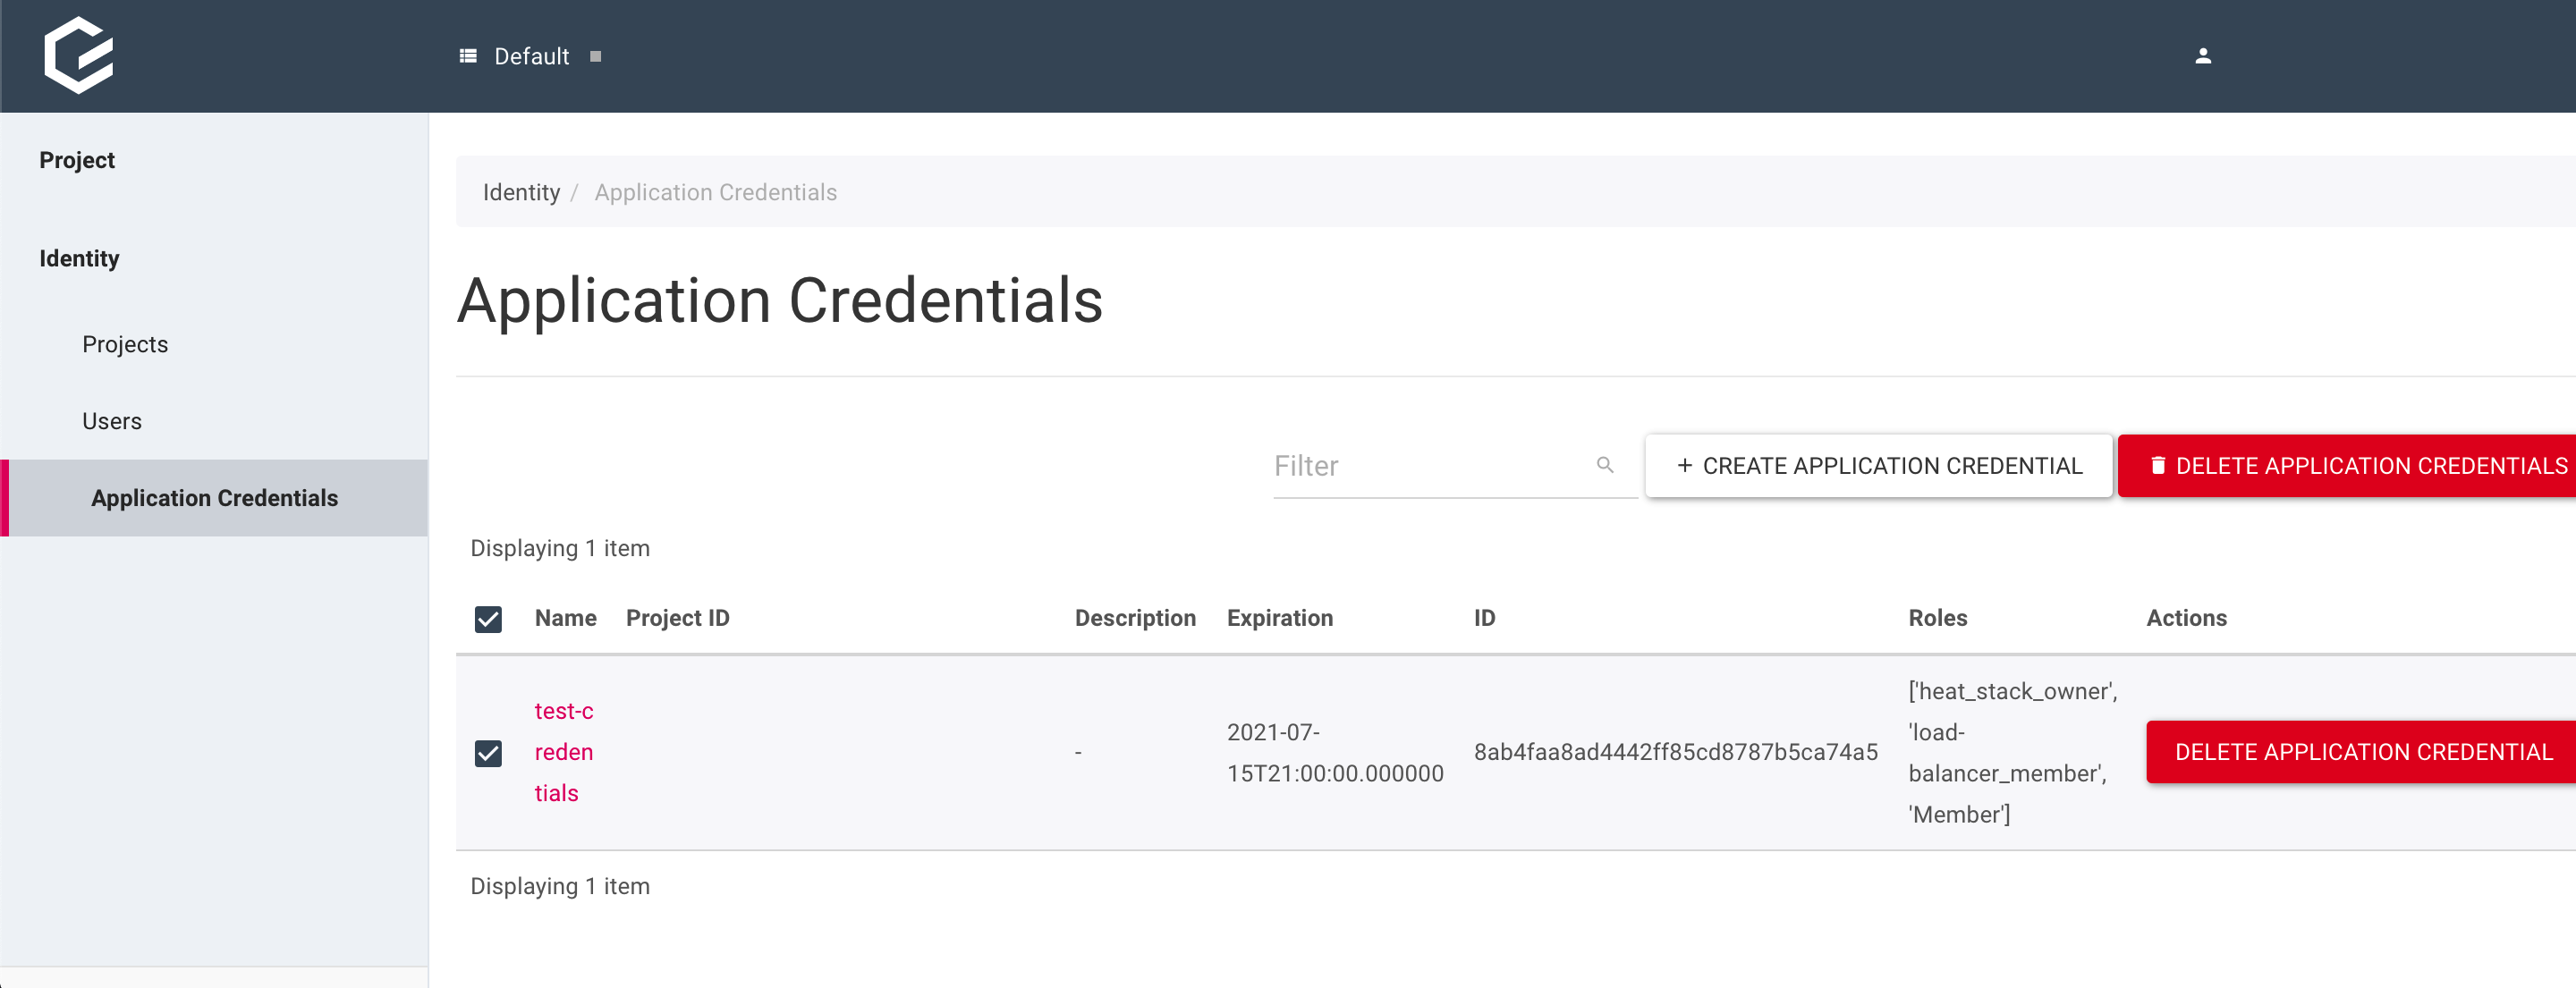 Default
Project
Identity
Projects
Users
Application Credentials
Identity / Application Credentials
Application Credentials
Filter
+ CREATE APPLICATION CREDENTIAL
DELETE APPLICATION CREDENTIALS
Displaying 1 item
Name Project ID Description Expiration ID Roles Actions
test-c
reden
tials
-
2021-07-
15T21:00:00.000000
8ab4faa8ad4442ff85cd8787b5ca74a5
['heat_stack_owner',
'load-
balancer_member',
'Member']
DELETE APPLICATION CREDENTIAL
Displaying 1 item